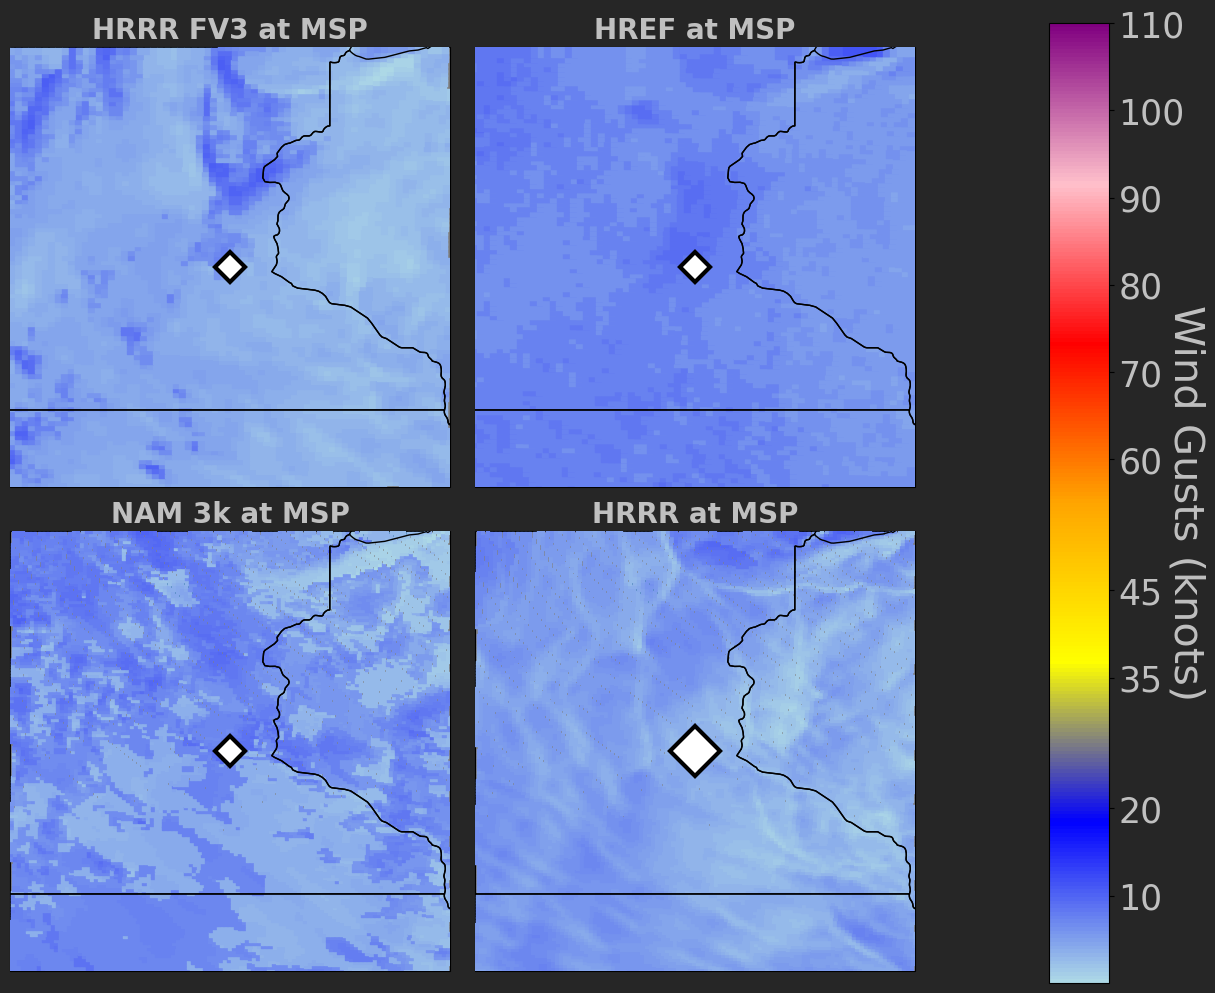 HRRR FV3 at MSP
HREF at MSP
NAM 3k at MSP
HRRR at MSP
110
100
90
80
70
60
45
35
20
10
Wind Gusts (knots)